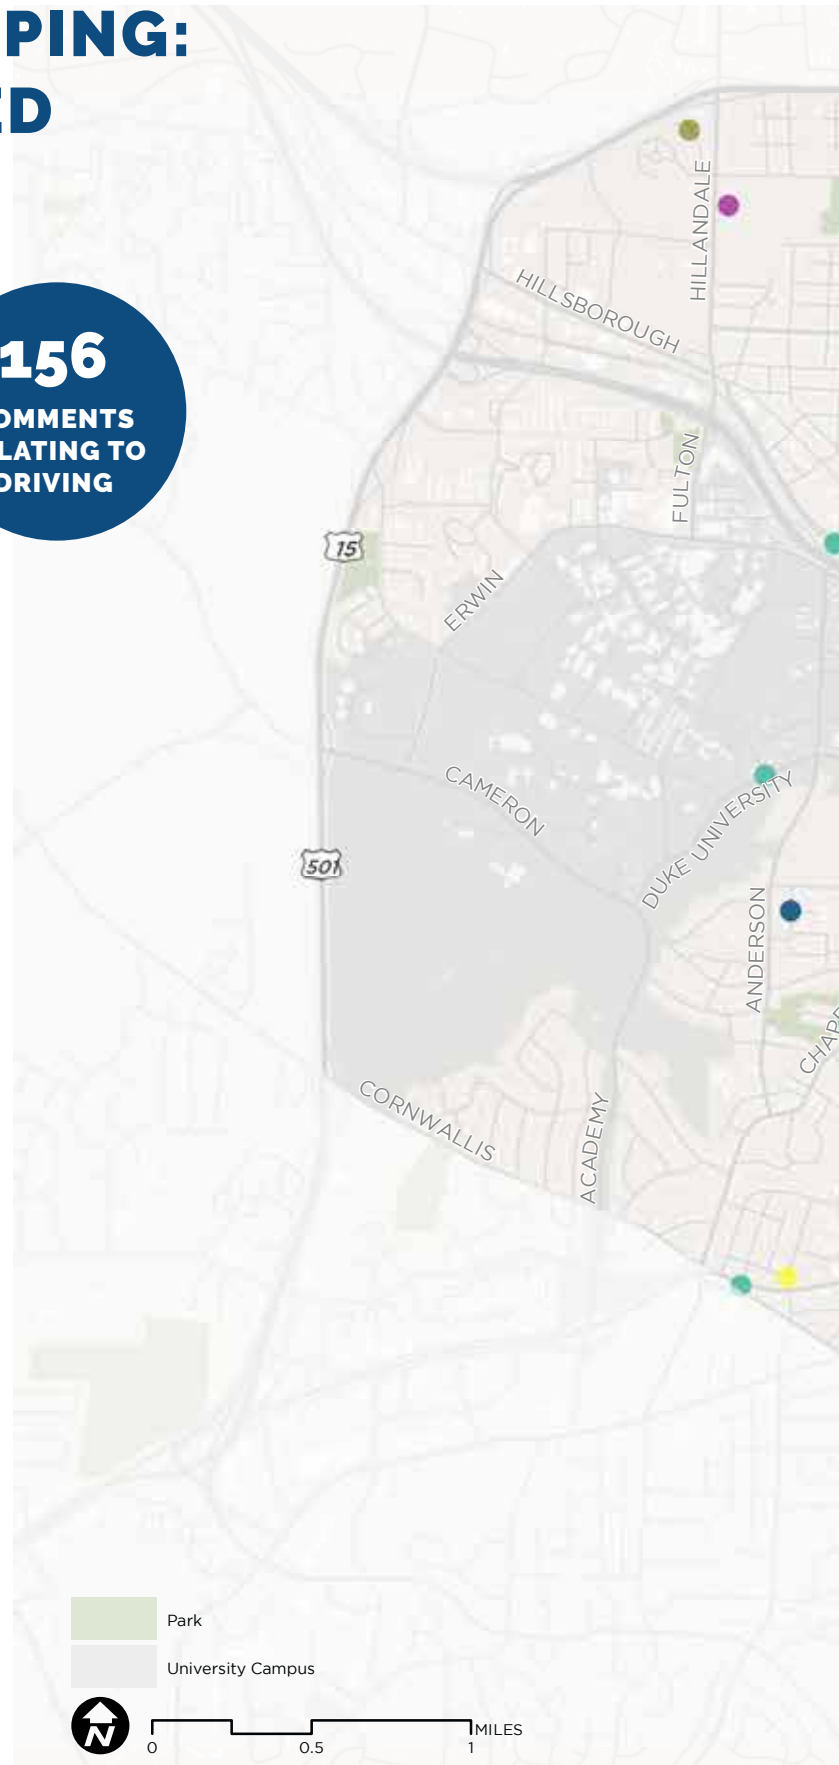 PING:
ED
156
OMMENTS
LATING TO
DRIVING
HILLANDALE
HILLSBOROUGH
FULTON
15
ERWIN
CAMERON
DUKE UNIVERSITY
501
ANDERSON
CHAPE
CORNWALLIS
ACADEMY
Park
University Campus
N
MILES
0
0.5
1